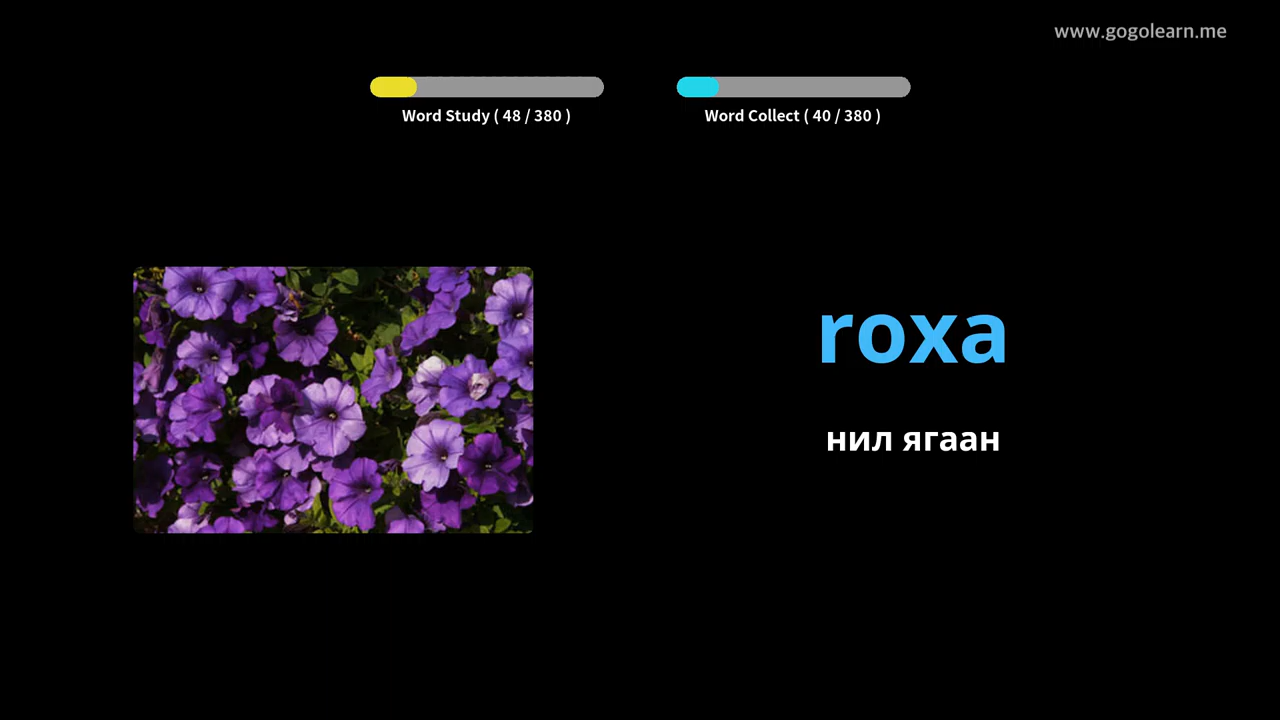 www.gogolearn.me
Word Study ( 48 / 380 )
Word Collect ( 40 / 380 )
roxa
нил ягаан